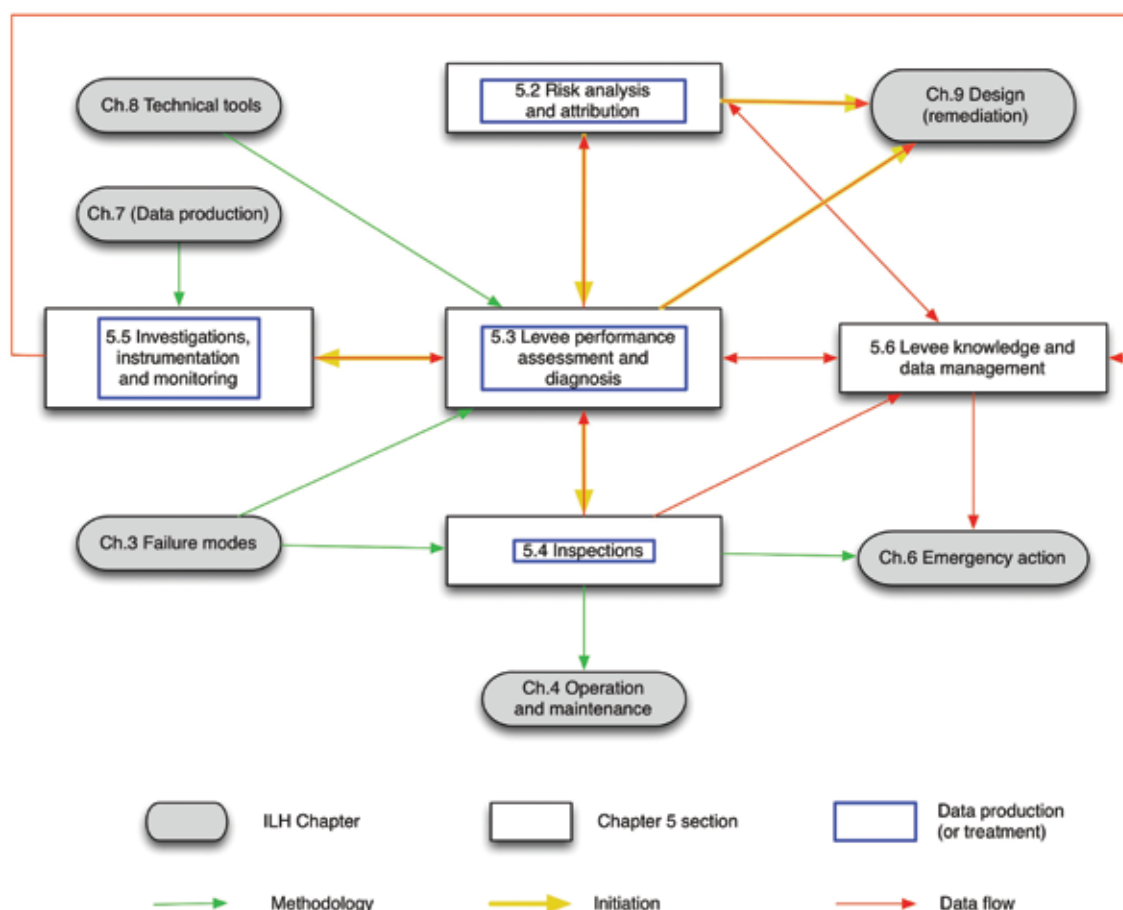 Ch.8 Technical tools
5.2 Risk analysis
and attribution
Ch.9 Design
(remediation)
Ch.7 (Data production)
5.5 Investigations,
instrumentation
and monitoring
5.3 Levee performance
assessment and
diagnosis
5.6 Levee knowledge and
data management
Ch.3 Failure modes
5.4 Inspections
Ch.6 Emergency action
Ch.4 Operation
and maintenance
ILH Chapter
Chapter 5 section
Data production
(or treatment)
Methodology
Initiation
Data flow